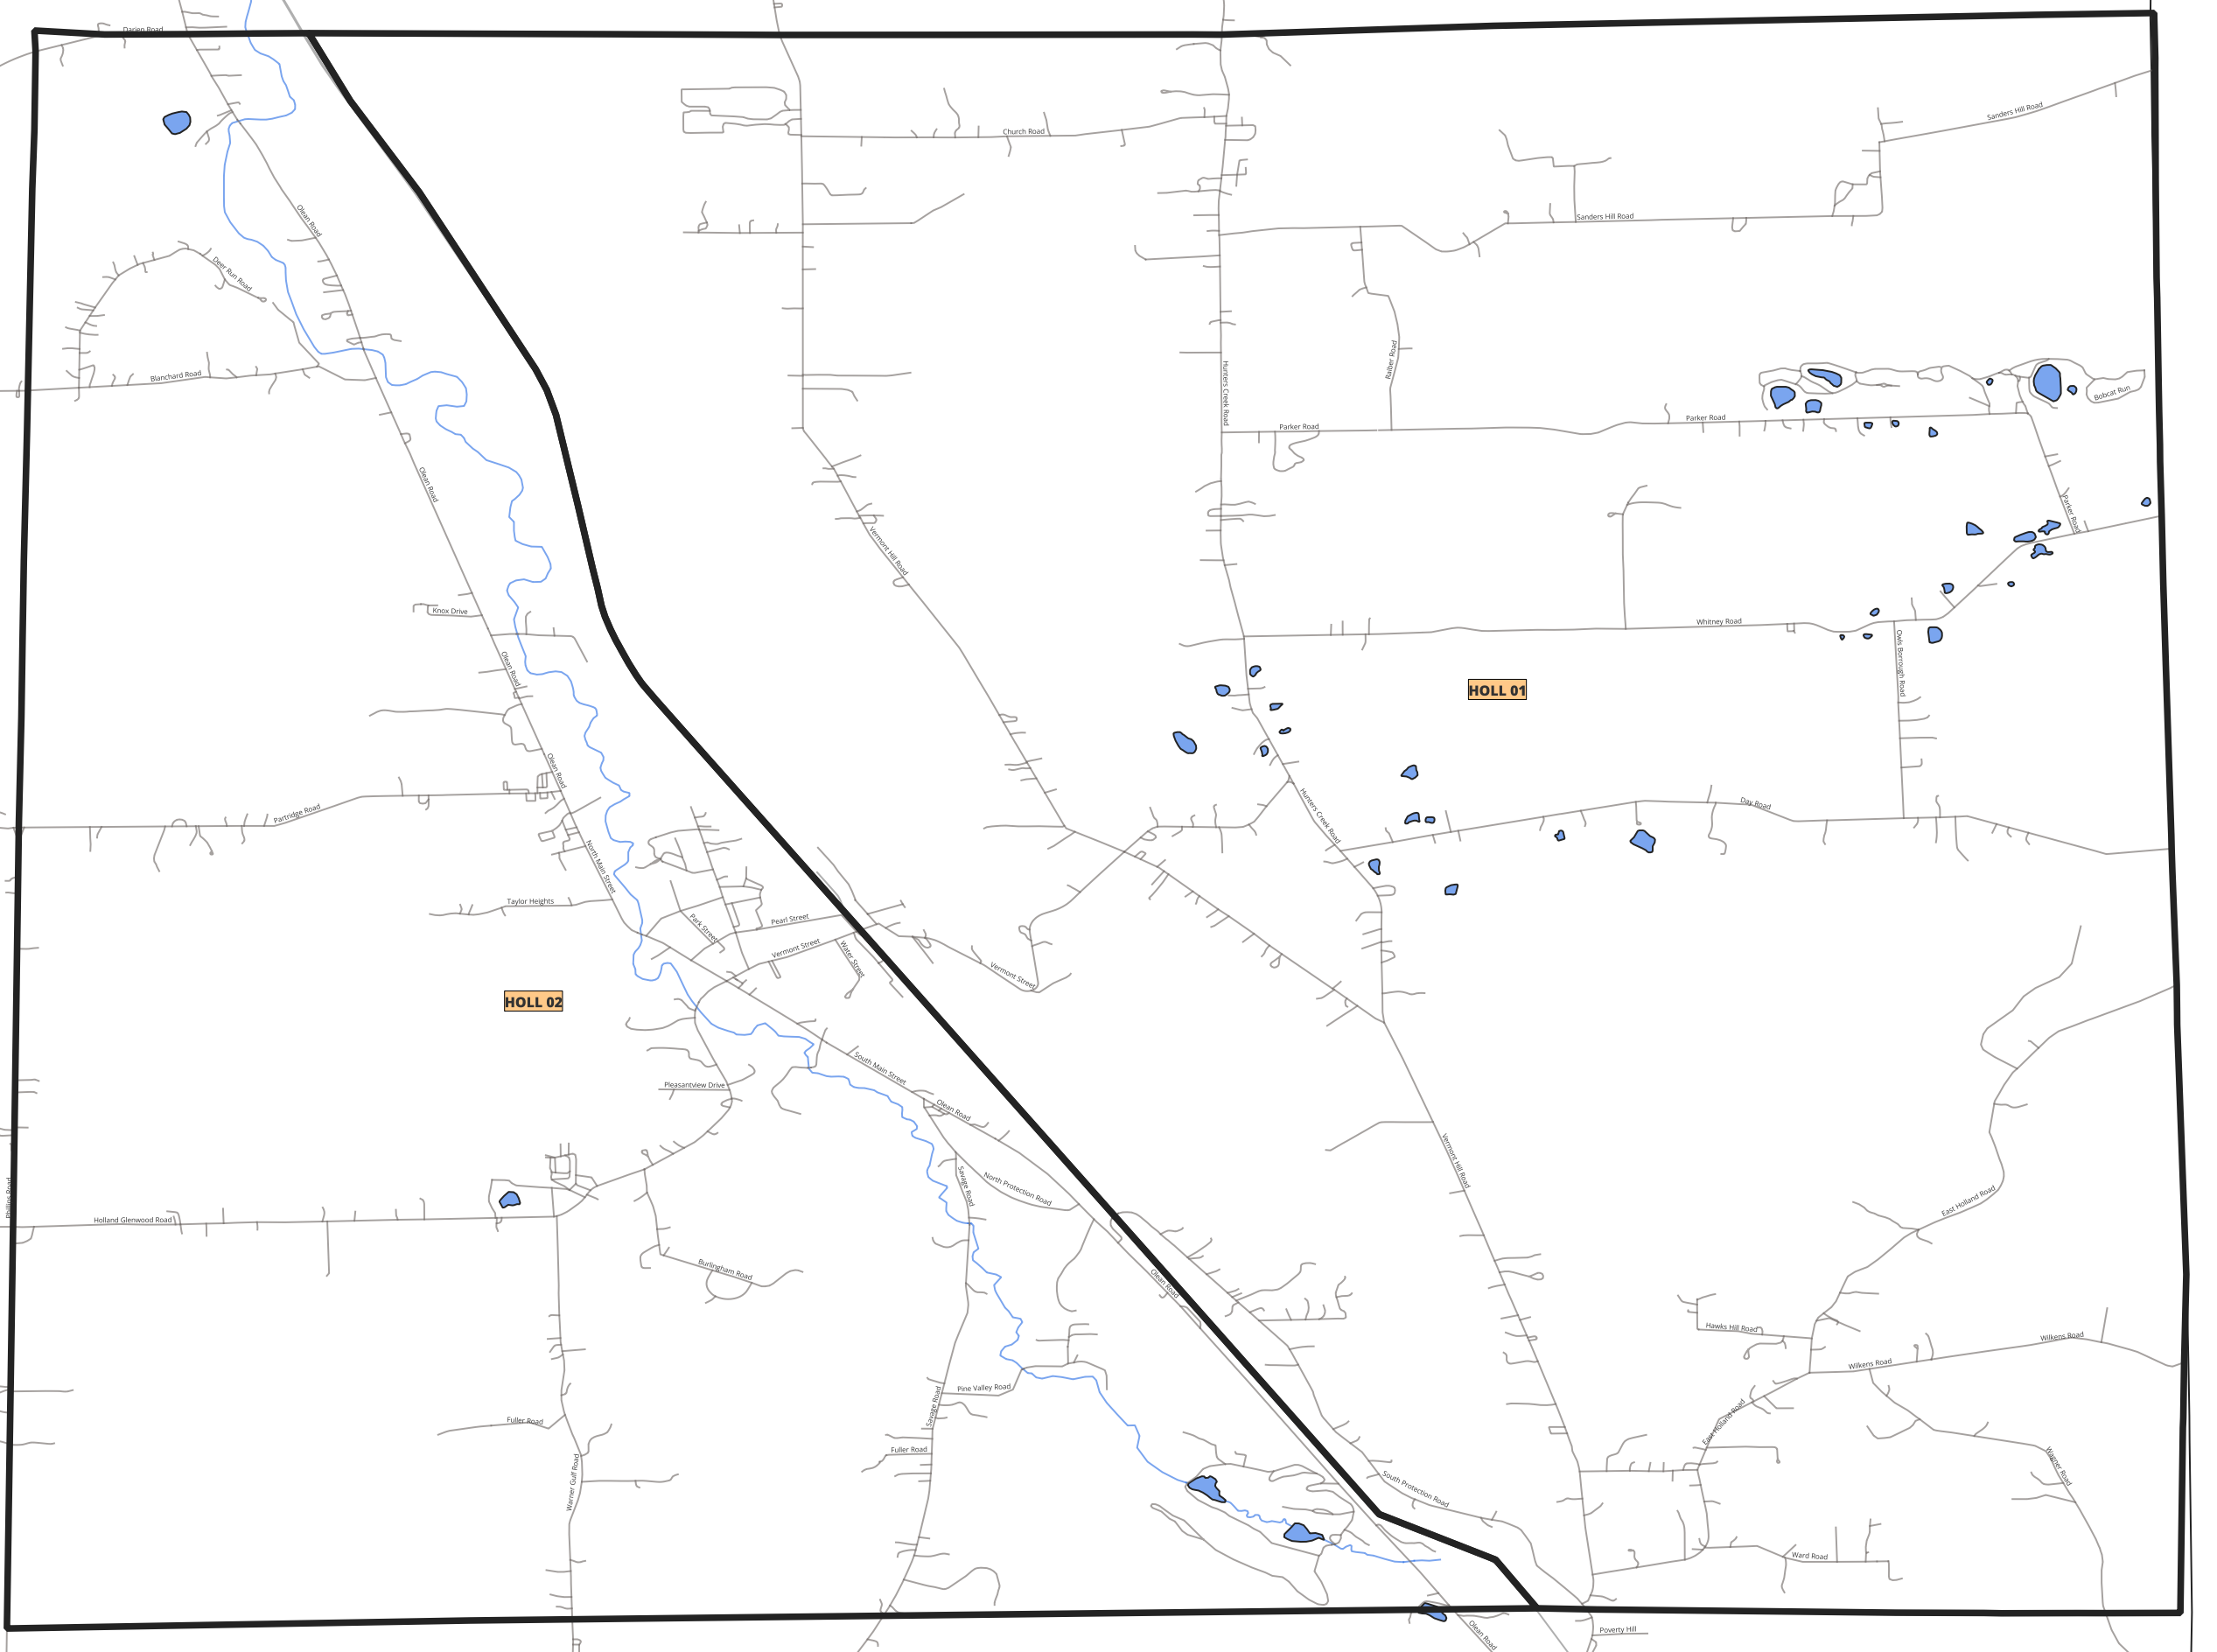 Darien Road
Church Road
Sanders Hill Road
Olean Road
Sanders Hill Road
Deer Run Road
Raiber Road
Hunters Creek Road
Blanchard Road
Bobcat Run
Parker Road
Parker Road
Olean Road
Parker Road
Vermont Hill Road
Knox Drive
Whitney Road
Olean Road
Owls Borrough Road
HOLL 01
Olean Road
Hunters Creek Road
Day Road
Partridge Road
North Main Street
Taylor Heights
Park Street
Pearl Street
Vermont Street
Water Street
Vermont Street
HOLL 02
South Main Street
Pleasantview Drive
Olean Road
Vermont Hill Road
Savage Road
North Protection Road
Phillips Road
East Holland Road
Holland Glenwood Road
Burlingham Road
Olean Road
Hawks Hill Road
Wilkens Road
Wilkens Road
Pine Valley Road
Savage Road
Fuller Road
East Holland Road
Fuller Road
Warner Gulf Road
Wagner Road
South Protection Road
Ward Road
Olean Road
Poverty Hill